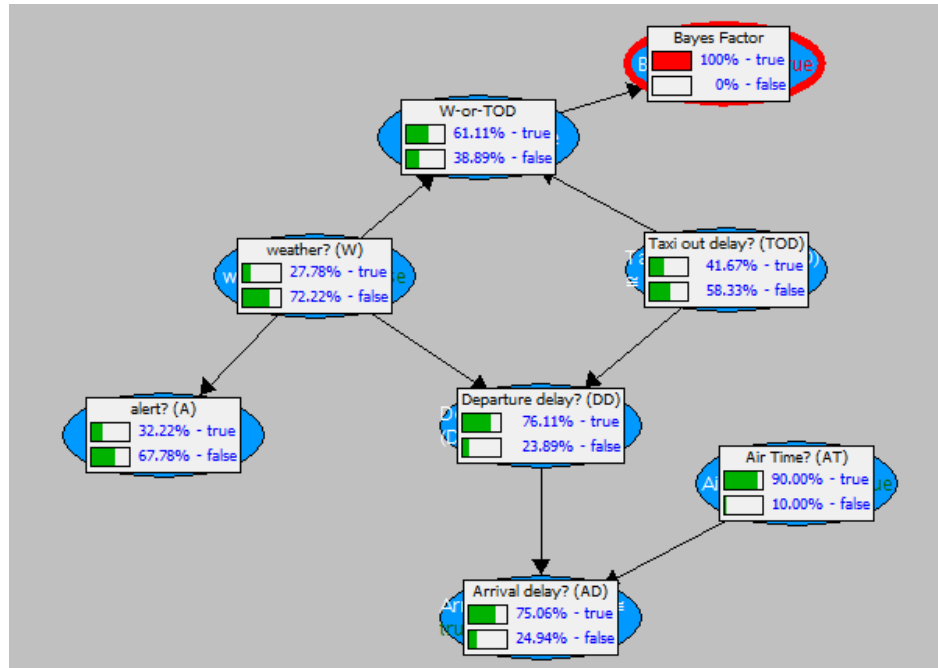 Bayes Factor
100% - true
0% - false
W-or-TOD
61.11% - true
38.89% - false
weather? (W)
27.78% - true
72.22% - false
Taxi out delay? (TOD)
41.67% - true
58.33% - false
alert? (A)
32.22% - true
67.78% - false
Departure delay? (DD)
76.11% - true
23.89% - false
Air Time? (AT)
90.00% - true
10.00% - false
Arrival delay? (AD)
75.06% - true
24.94% - false